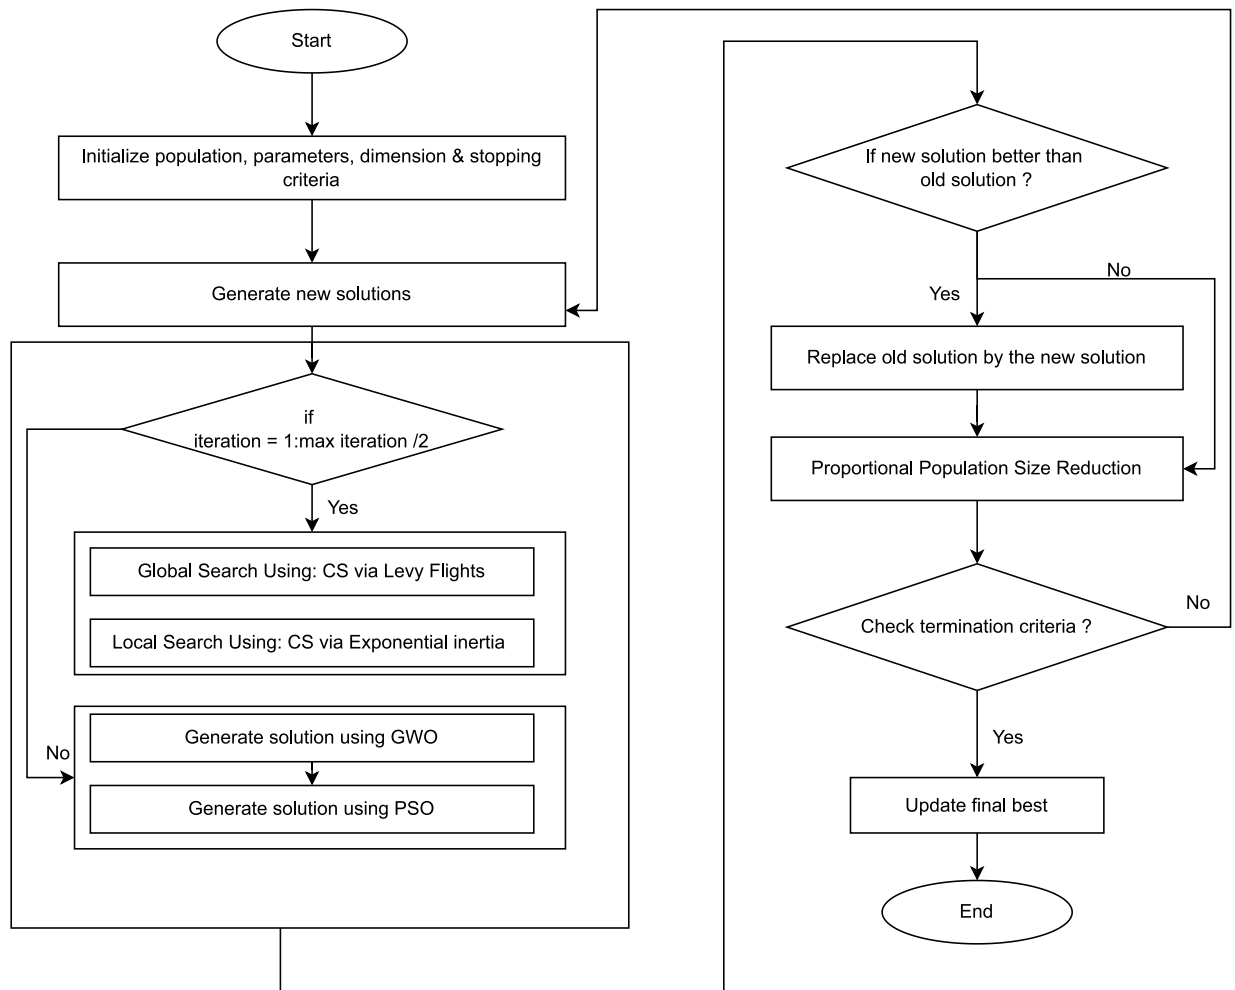 Start
Initialize population, parameters, dimension & stopping
criteria
Generate new solutions
if
iteration = 1:max iteration /2
Yes
Global Search Using: CS via Levy Flights
Local Search Using: CS via Exponential inertia
No
Generate solution using GWO
Generate solution using PSO
If new solution better than
old solution ?
No
Yes
Replace old solution by the new solution
Proportional Population Size Reduction
Check termination criteria ?
No
Yes
Update final best
End